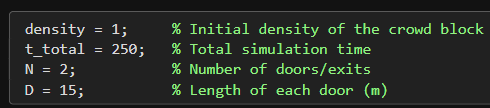 density = 1; % Initial density of the crowd block
t_total = 250; % Total simulation time
N = 2; % Number of doors/exits
D = 15; % Length of each door (m)